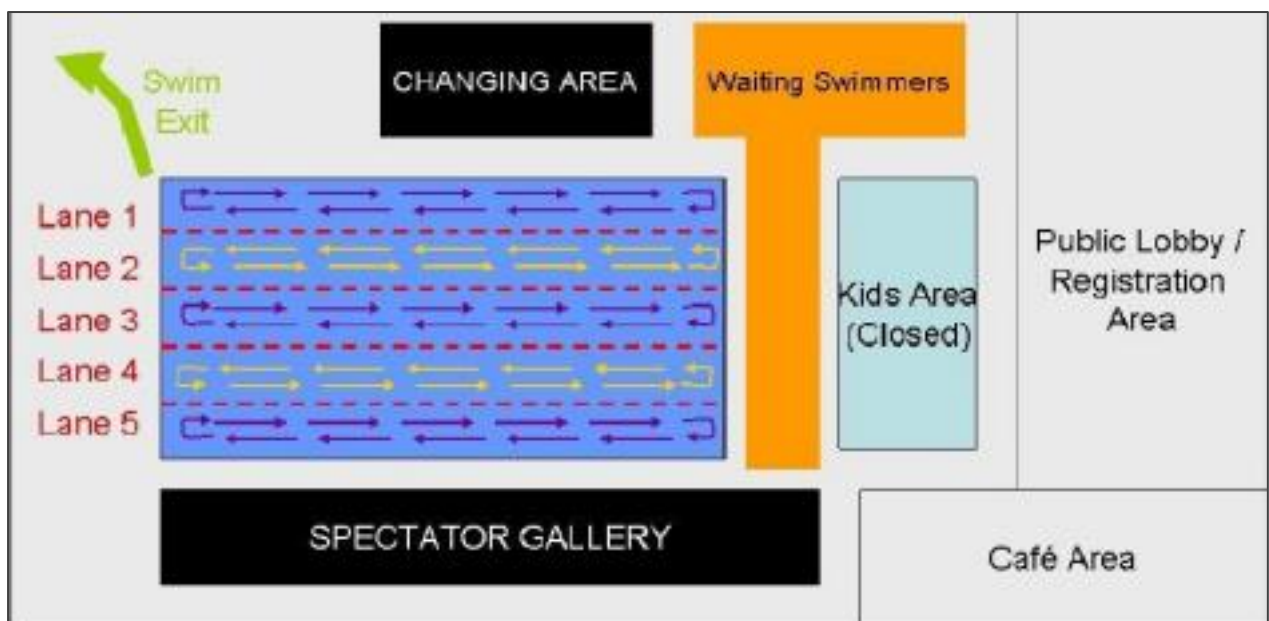 CHANGING AREA
Waiting Swimmers
Swim
Exit
Lane 1
Lane 2
Lane 3
Lane 4
Lane 5
Kids Area
(Closed)
Public Lobby /
Registration
Area
SPECTATOR GALLERY
Café Area